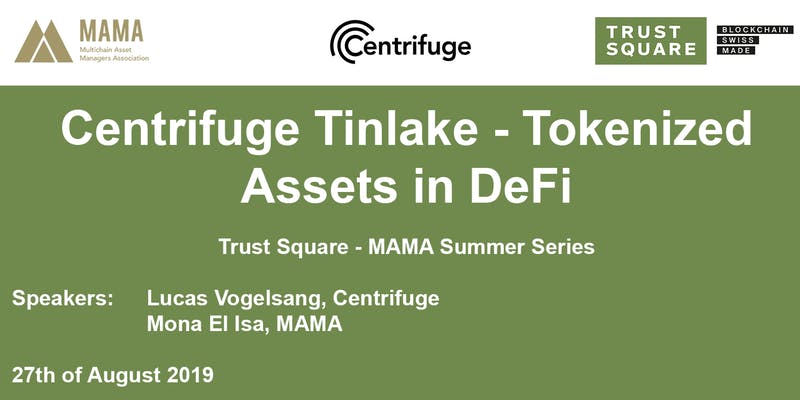 MAMA
Multichain Asset
Managers Association
Centrifuge
TRUST
SQUARE
BLOCKCHAIN
SWISS
MADE
Centrifuge Tinlake - Tokenized
Assets in DeFi
Trust Square - MAMA Summer Series
Speakers: Lucas Vogelsang, Centrifuge
Mona El Isa, MAMA
27th of August 2019